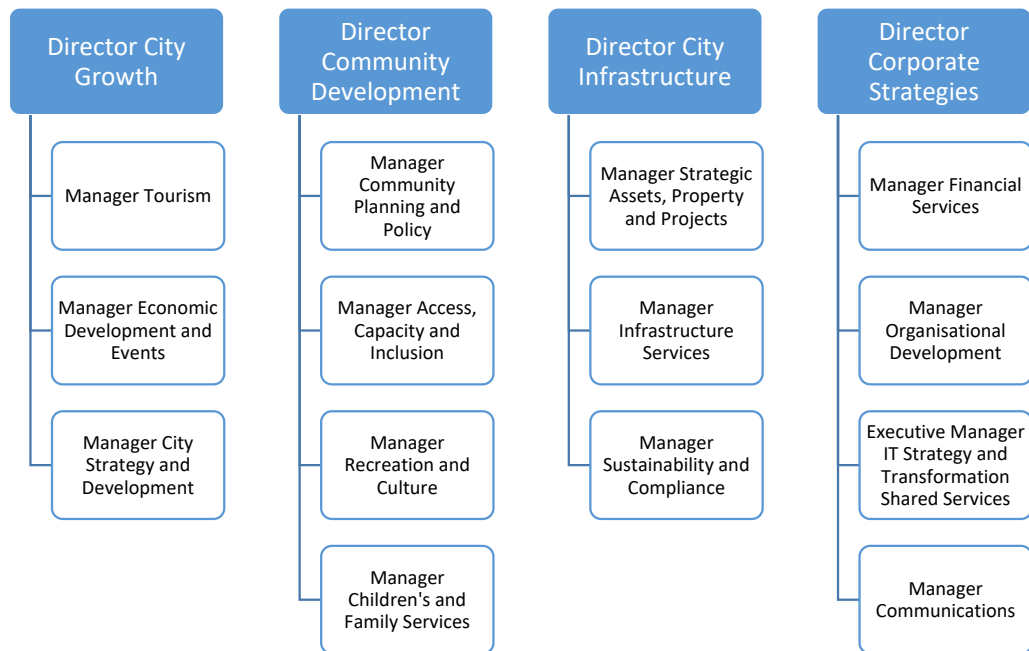 Director City
Growth
Manager Tourism
Manager Economic
Development and
Events
Manager City
Strategy and
Development
Director
Community
Development
Manager
Community
Planning and
Policy
Manager Access,
Capacity and
Inclusion
Manager
Recreation and
Culture
Manager
Children's and
Family Services
Director City
Infrastructure
Manager Strategic
Assets, Property
and Projects
Manager
Infrastructure
Services
Manager
Sustainability and
Compliance
Director
Corporate
Strategies
Manager Financial
Services
Manager
Organisational
Development
Executive Manager
IT Strategy and
Transformation
Shared Services
Manager
Communications